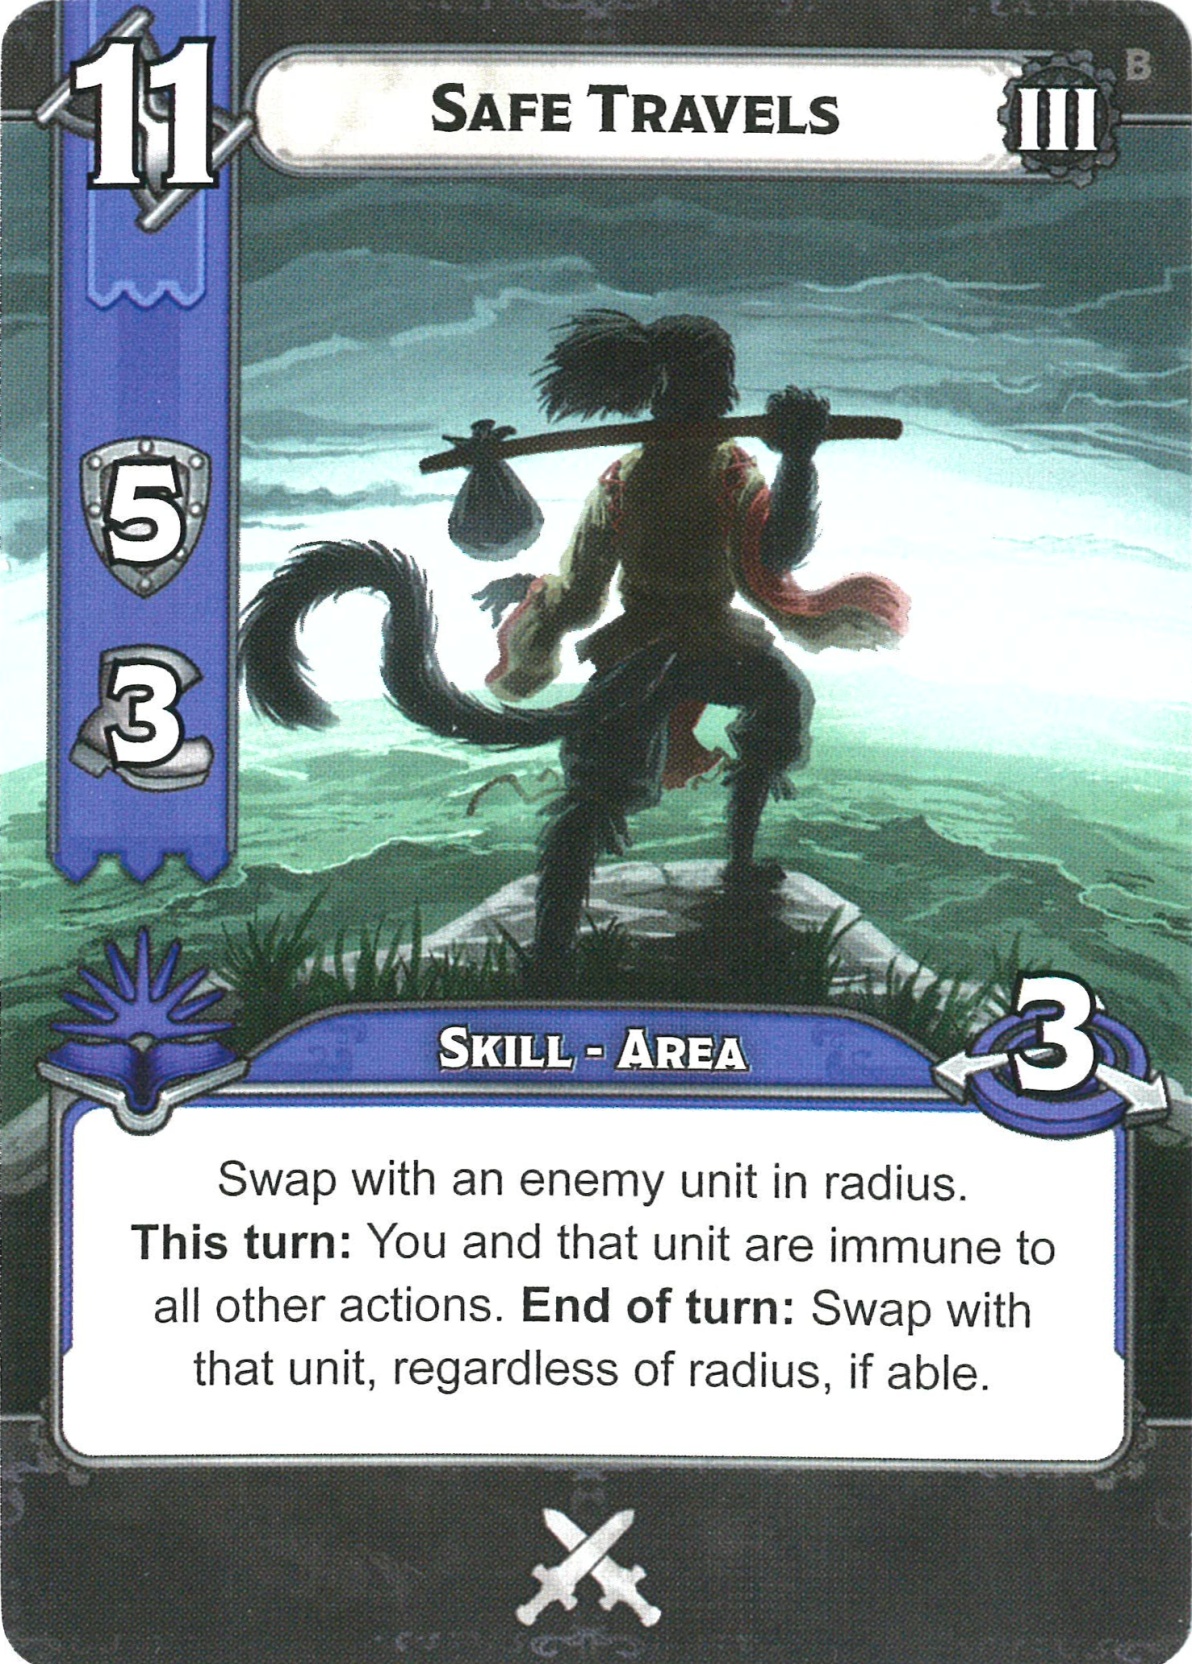 11
SAFE TRAVELS
III
B
5
3
SKILL - AREA
3
Swap with an enemy unit in radius.
This turn: You and that unit are immune to
all other actions. End of turn: Swap with
that unit, regardless of radius, if able.